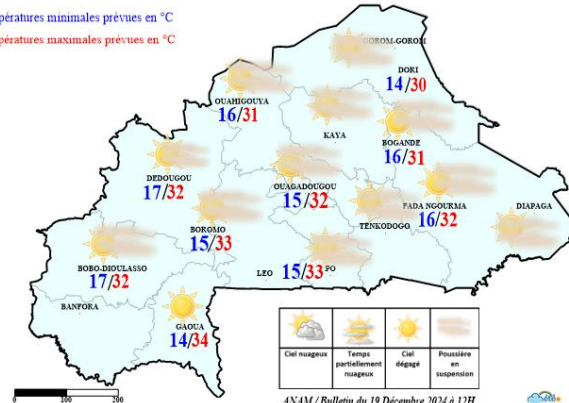 pératures minimales prévues en °C
pératures maximales prévues en °C
GOROM-GOROM
DORI
14/30
OUAHIGOUYA
16/31
KAYA
BOGANDE
16/31
DEDOUGOU
17/32
OUAGADOUGOU
15/32
FADA NGOURMA
16/32
DIAPAGA
TENKODOGO
BOROMO
15/33
BOBO-DIOULASSO
17/32
LEO
15/33
PO
BANFORA
GAOUA
14/34
Ciel nuageux
Temps partiellement nuageux
Ciel dégagé
Poussière en suspension
0 100 200
ANAM / Bulletin du 19 Décembre 2024 à 12H